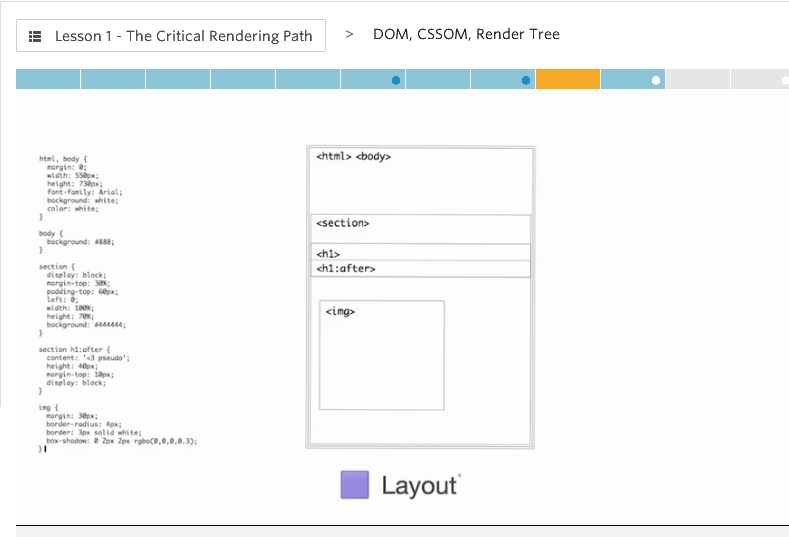 Lesson 1 - The Critical Rendering Path > DOM, CSSOM, Render Tree
html, body {
margin: 0;
width: 550px;
height: 730px;
font-family: Arial;
background: white;
color: white;
}
body {
background: #888;
}
section {
display: block;
margin-top: 30%;
padding-top: 60px;
left: 0;
width: 100%;
height: 70%;
background: #444444;
}
section h1:after {
content: '<3 pseudo';
height: 40px;
margin-top: 10px;
display: block;
}
img {
margin: 30px;
border-radius: 4px;
border: 3px solid white;
box-shadow: 0 2px 2px rgba(0,0,0,0.3);
}
<html> <body>
<section>
<h1>
<h1:after>
<img>
Layout